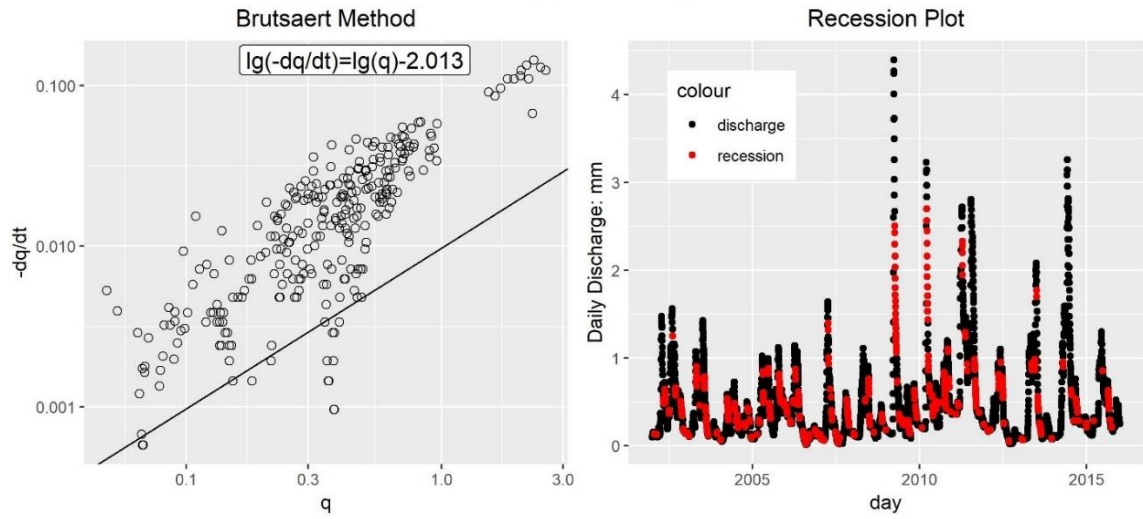 Brutsaert Method
lg(-dq/dt)=lg(q)-2.013
0.100
0.010
0.001
-dq/dt
0.1
0.3
1.0
3.0
q
Recession Plot
colour
discharge
recession
4
3
2
1
0
Daily Discharge: mm
2005
2010
2015
day